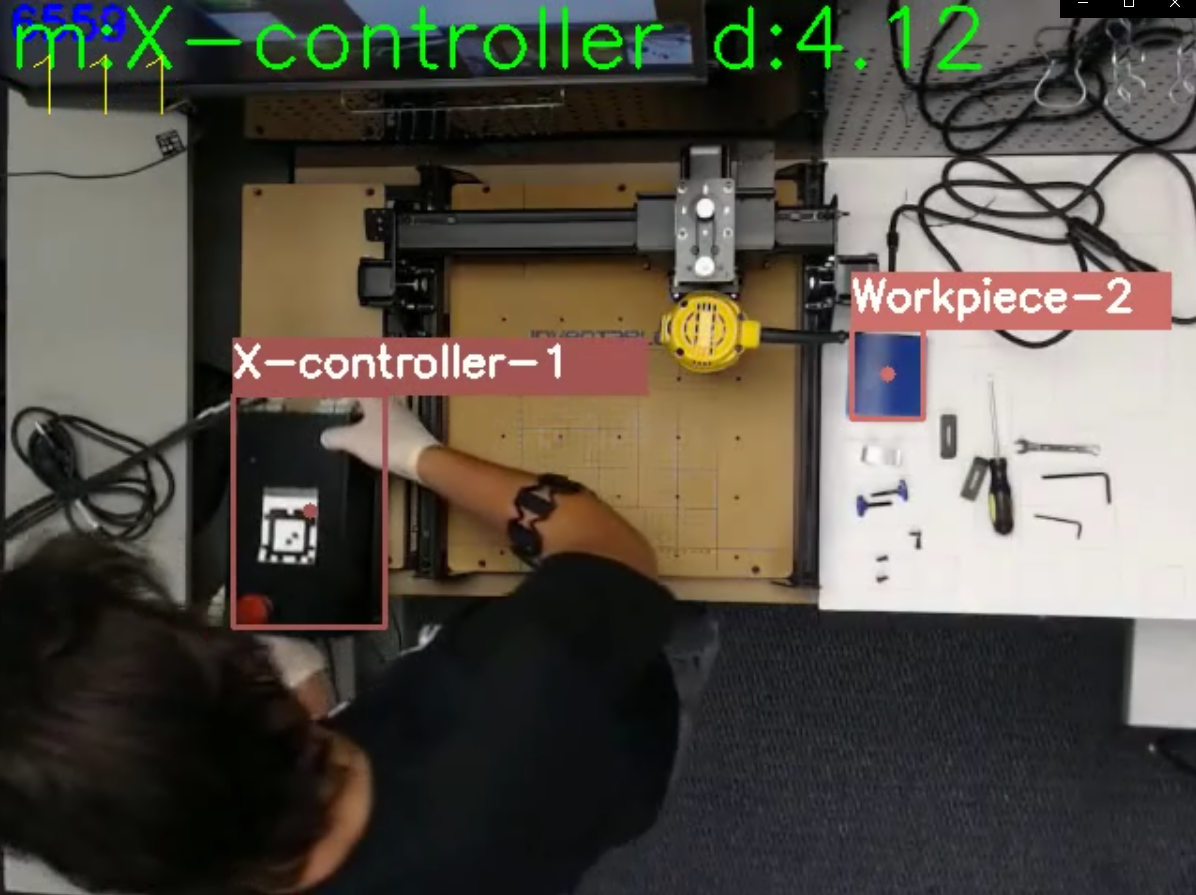 6559
m:X-controller d:4.12
Workpiece-2
X-controller-1